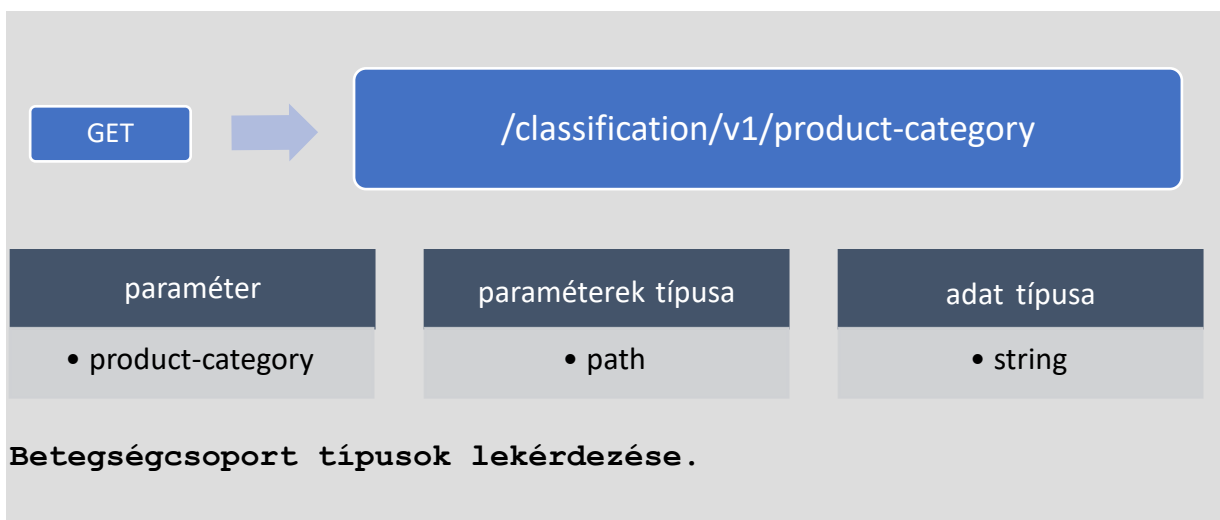 GET
/classification/v1/product-category
paraméter
• product-category
paraméterek típusa
• path
adat típusa
• string
Betegségcsoport típusok lekérdezése.